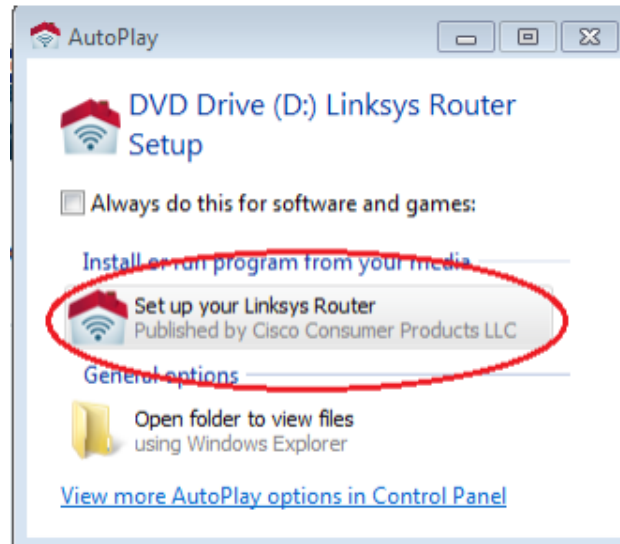 AutoPlay
DVD Drive (D:) Linksys Router
Setup
Always do this for software and games:
Install or run program from your media
Set up your Linksys Router
Published by Cisco Consumer Products LLC
General options
Open folder to view files
using Windows Explorer
View more AutoPlay options in Control Panel